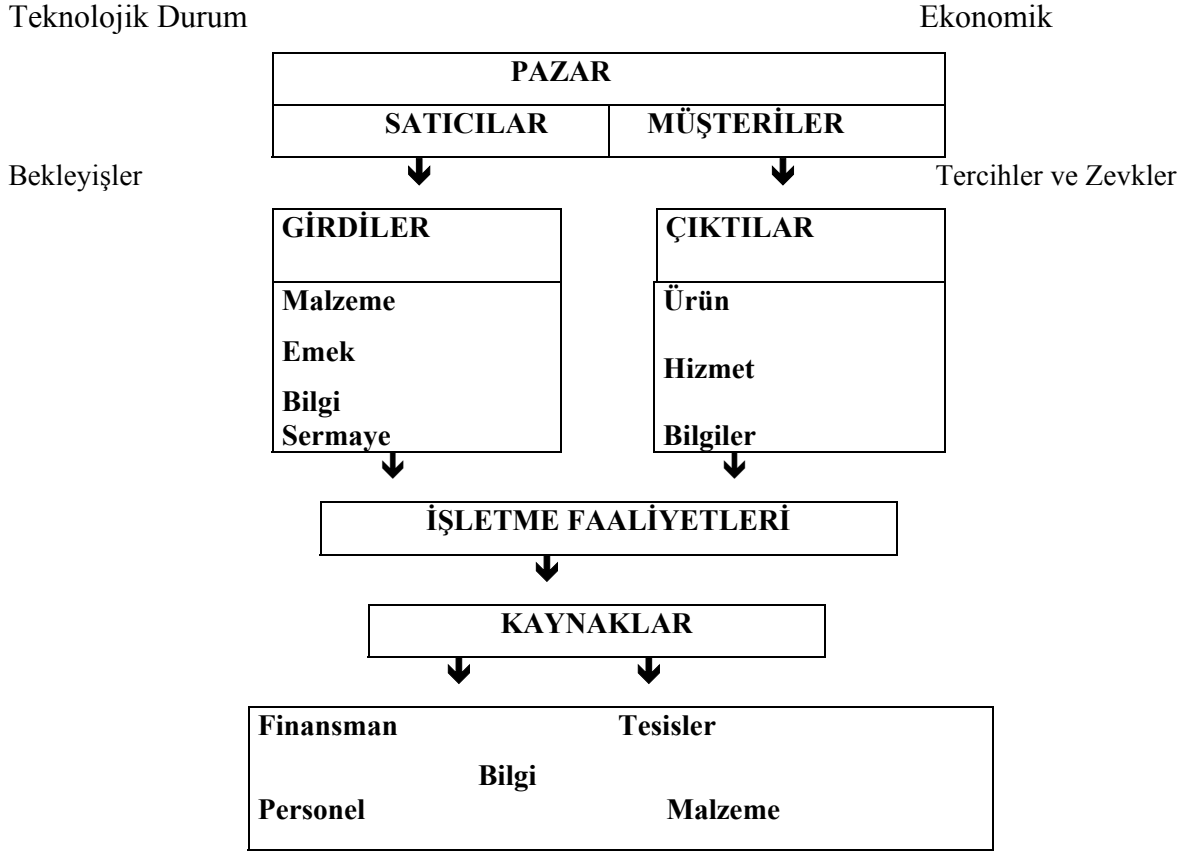 Teknolojik Durum Ekonomik
PAZAR
SATICILAR MÜŞTERİLER
Bekleyişler Tercihler ve Zevkler
GİRDİLER ÇIKTILAR
Malzeme Ürün
Emek
Hizmet
Bilgi
Sermaye Bilgiler
İŞLETME FAALİYETLERİ
KAYNAKLAR
Finansman Tesisler
Bilgi
Personel Malzeme